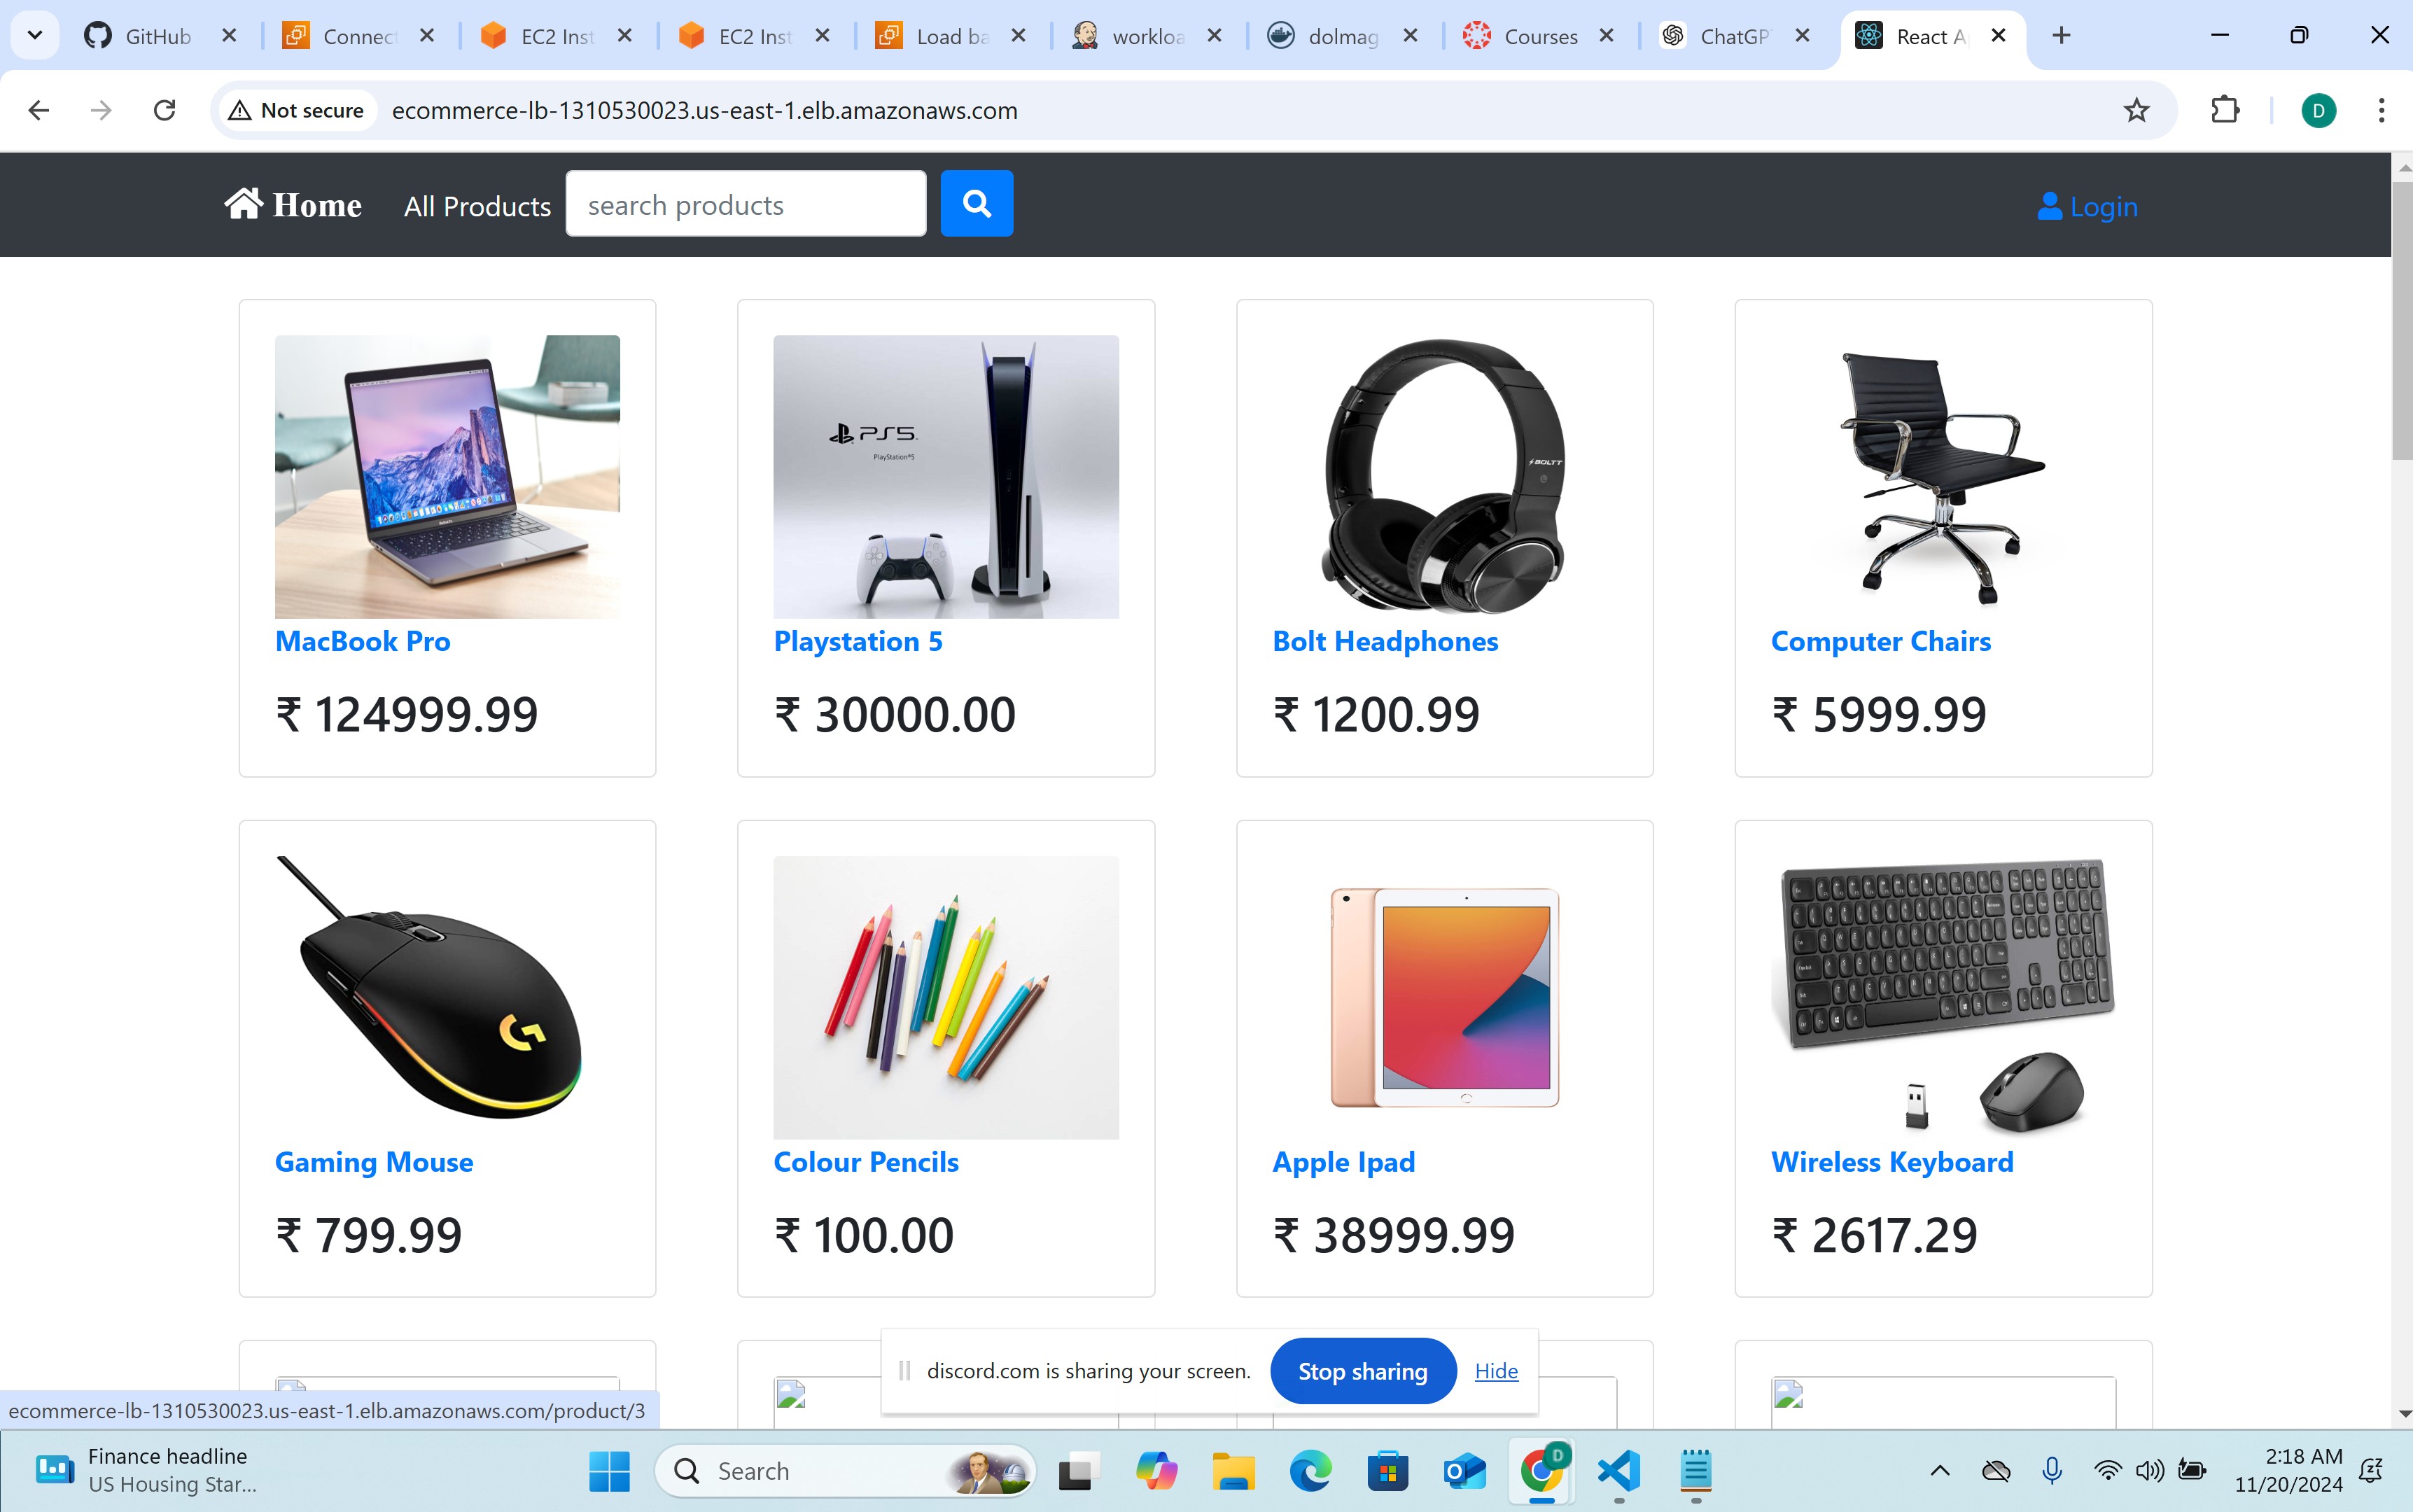 GitHub
Connec
EC2 Inst
EC2 Inst
Load ba
workloa
dolmag
Courses
ChatGP
React A
Not secure
ecommerce-lb-1310530023.us-east-1.elb.amazonaws.com
D
Home
All Products
search products
Login
PS5
PlayStation®5
BOLTT
MacBook Pro
Playstation 5
Bolt Headphones
Computer Chairs
₹ 124999.99
₹ 30000.00
₹ 1200.99
₹ 5999.99
G
Gaming Mouse
Colour Pencils
Apple Ipad
Wireless Keyboard
₹ 799.99
₹ 100.00
₹ 38999.99
₹ 2617.29
discord.com is sharing your screen.
Stop sharing
Hide
ecommerce-lb-1310530023.us-east-1.elb.amazonaws.com/product/3
Finance headline
US Housing Star...
Search
D
2:18 AM
11/20/2024